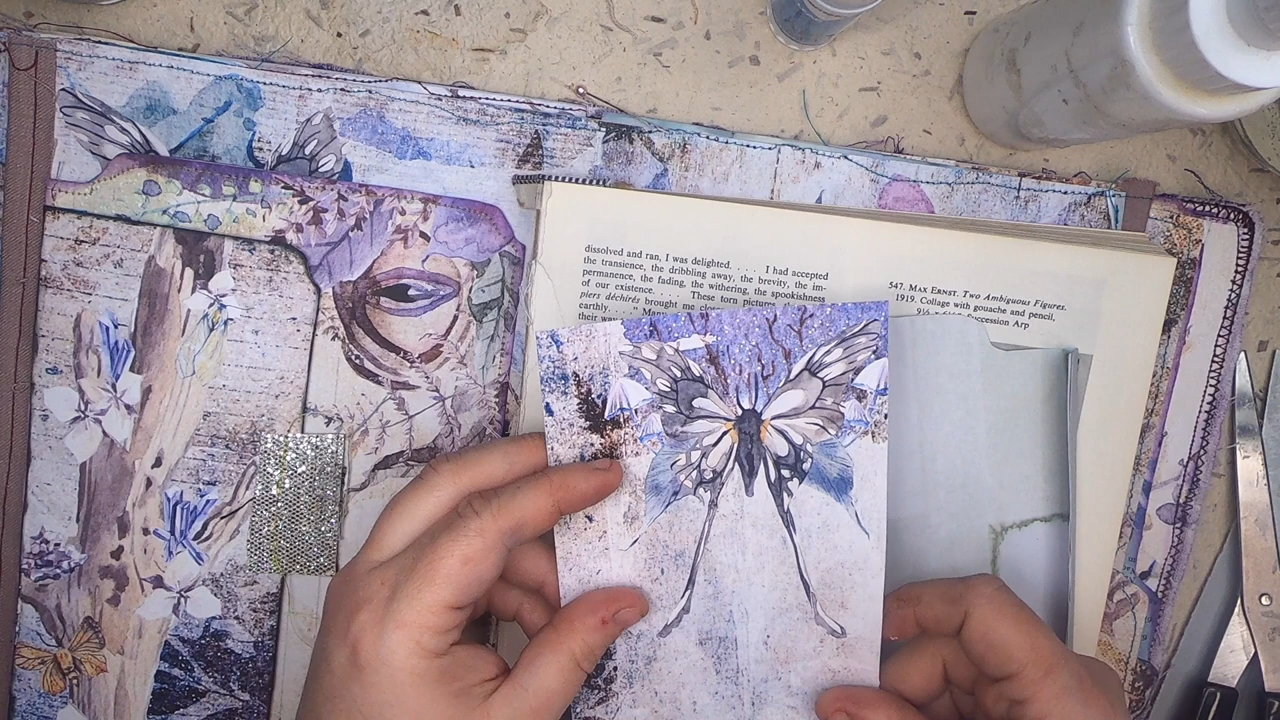 dissolved and ran, I was delighted. . . . I had accepted
the transience, the dribbling away, the brevity, the im-
permanence, the fading, the withering, the spookishness
of our existence. . . . These torn pictures
piers déchirés brought me
earthly. . . . "
their
547. MAX ERNST. Two Ambiguous Figures.
1919. Collage with gouache and pencil,
Succession Arp